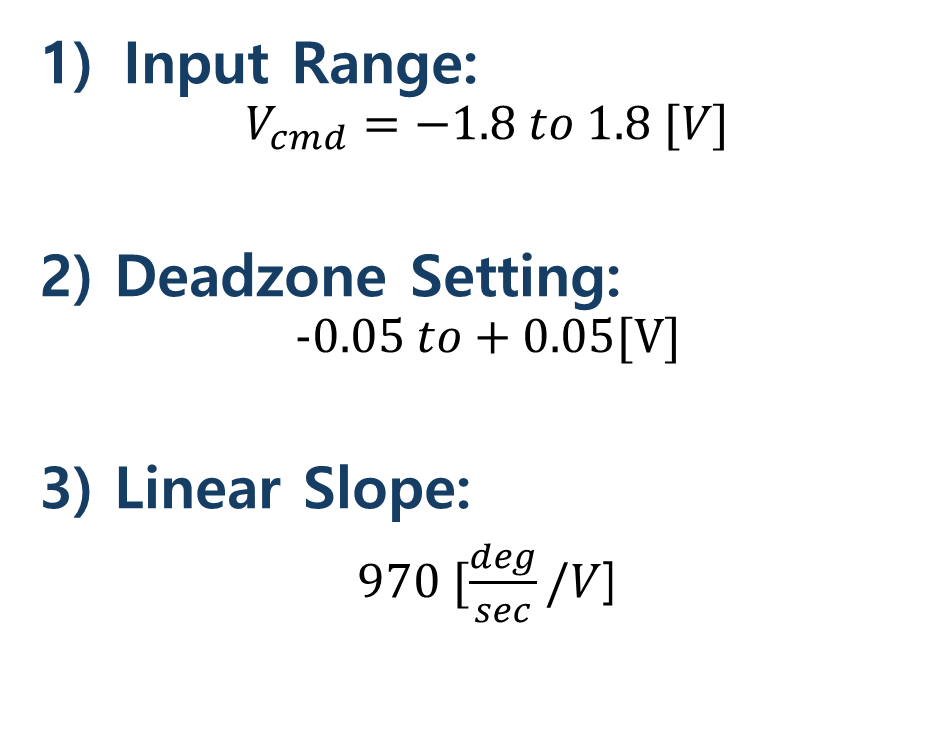 1) Input Range:
V_cmd = −1.8 to 1.8 [V]
2) Deadzone Setting:
-0.05 to + 0.05[V]
3) Linear Slope:
970 [deg/sec /V]